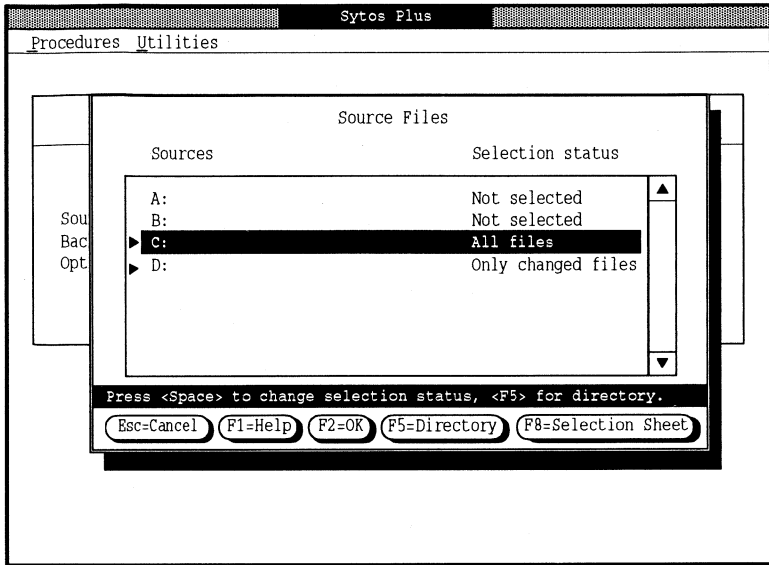 Sytos Plus
Procedures Utilities
Source Files
Sources Selection status
A: Not selected
B: Not selected
C: All files
D: Only changed files
Sou
Bac
Opt
Press <Space> to change selection status, <F5> for directory.
Esc=Cancel F1=Help F2=OK F5=Directory F8=Selection Sheet